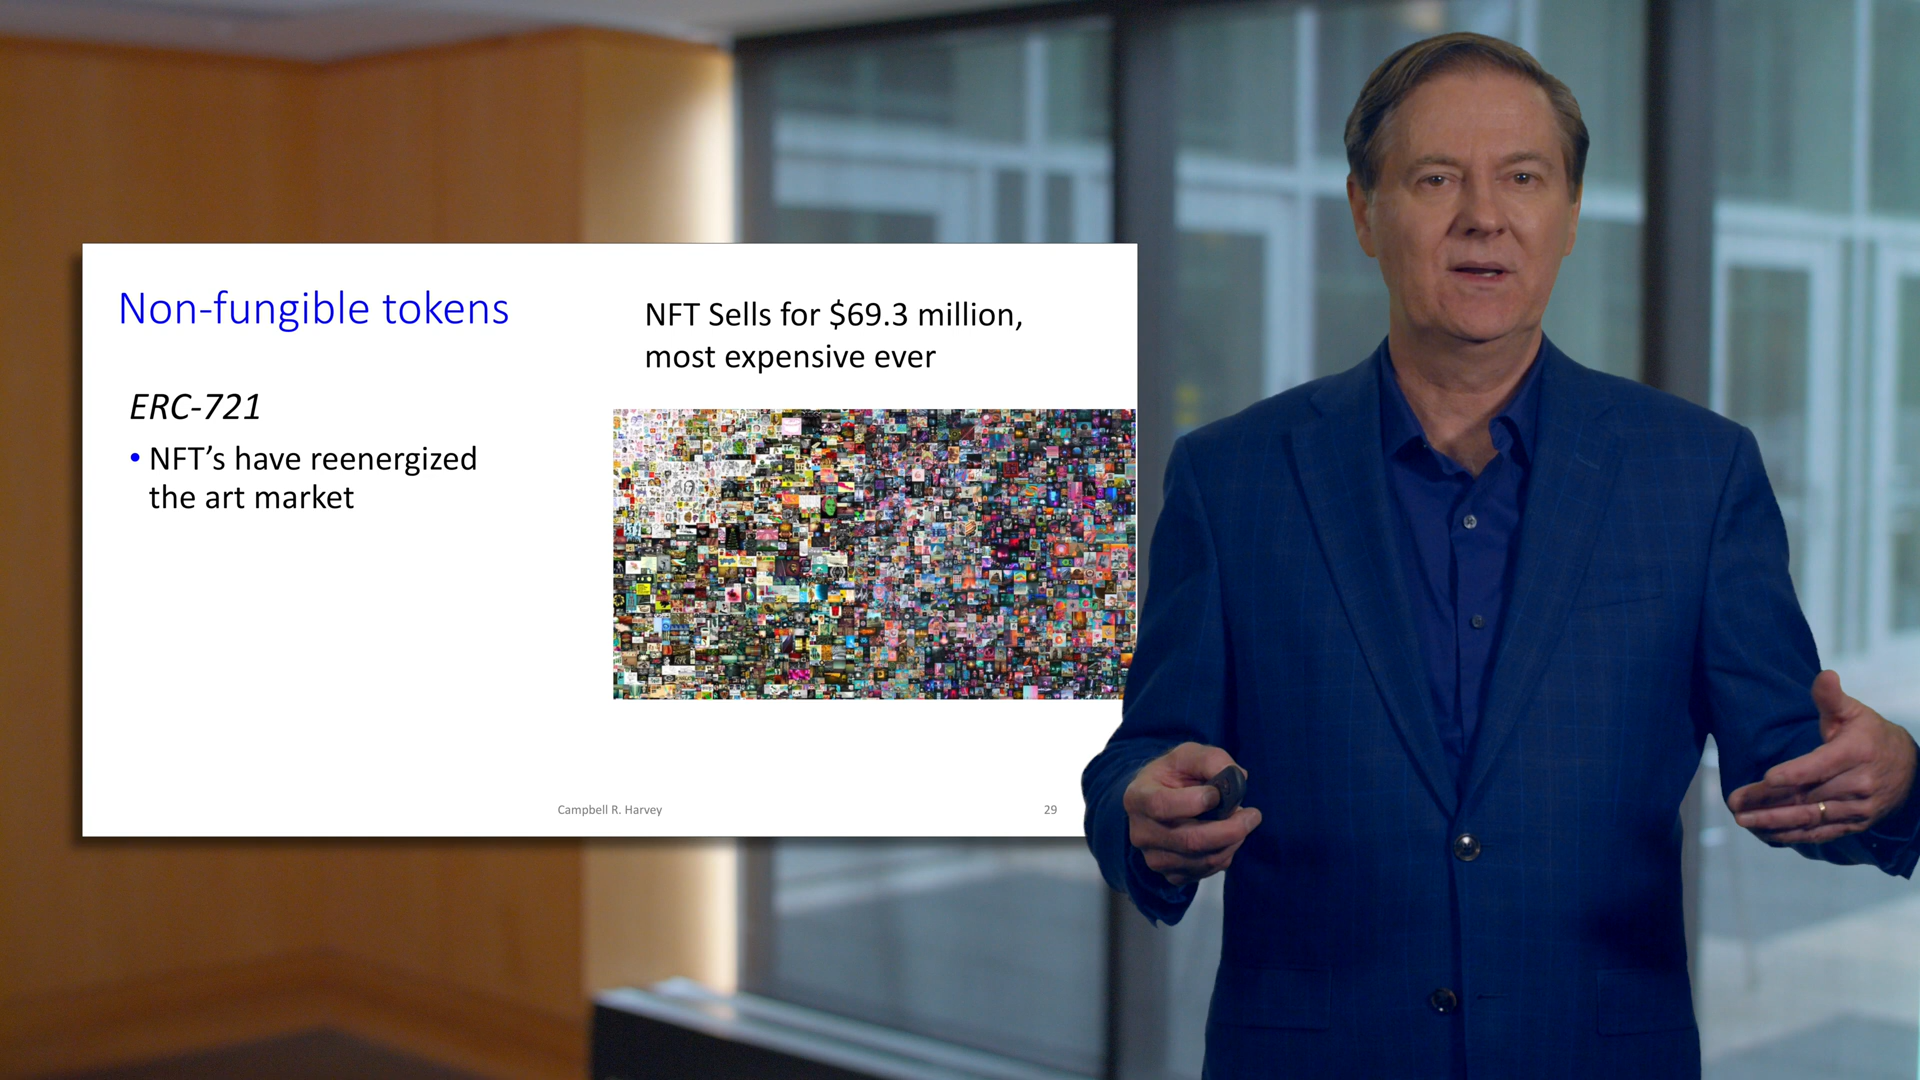 Non-fungible tokens
ERC-721
• NFT’s have reenergized
the art market
NFT Sells for $69.3 million,
most expensive ever
Campbell R. Harvey
29